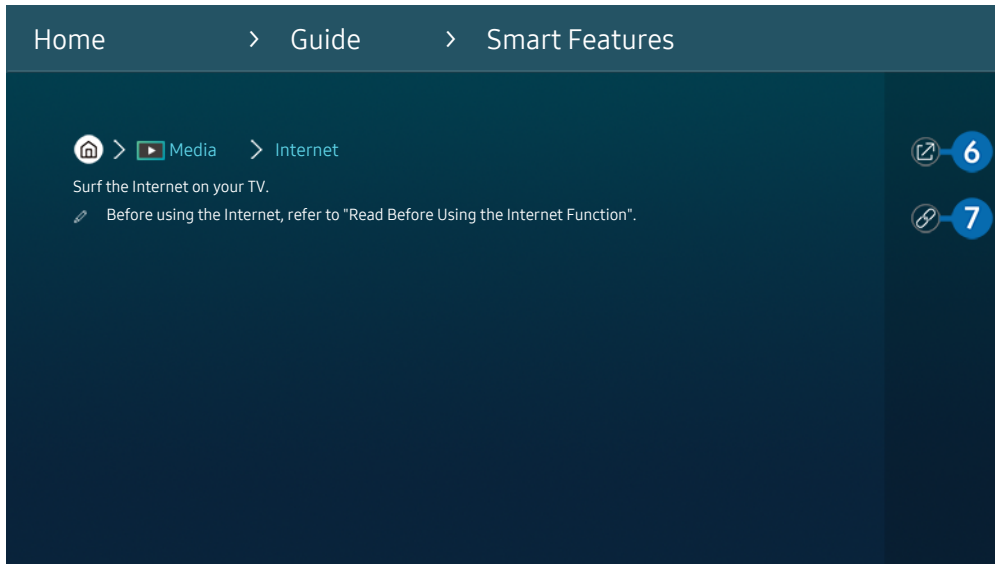 Home > Guide > Smart Features
> Media > Internet
6
Surf the Internet on your TV.
Before using the Internet, refer to "Read Before Using the Internet Function".
7